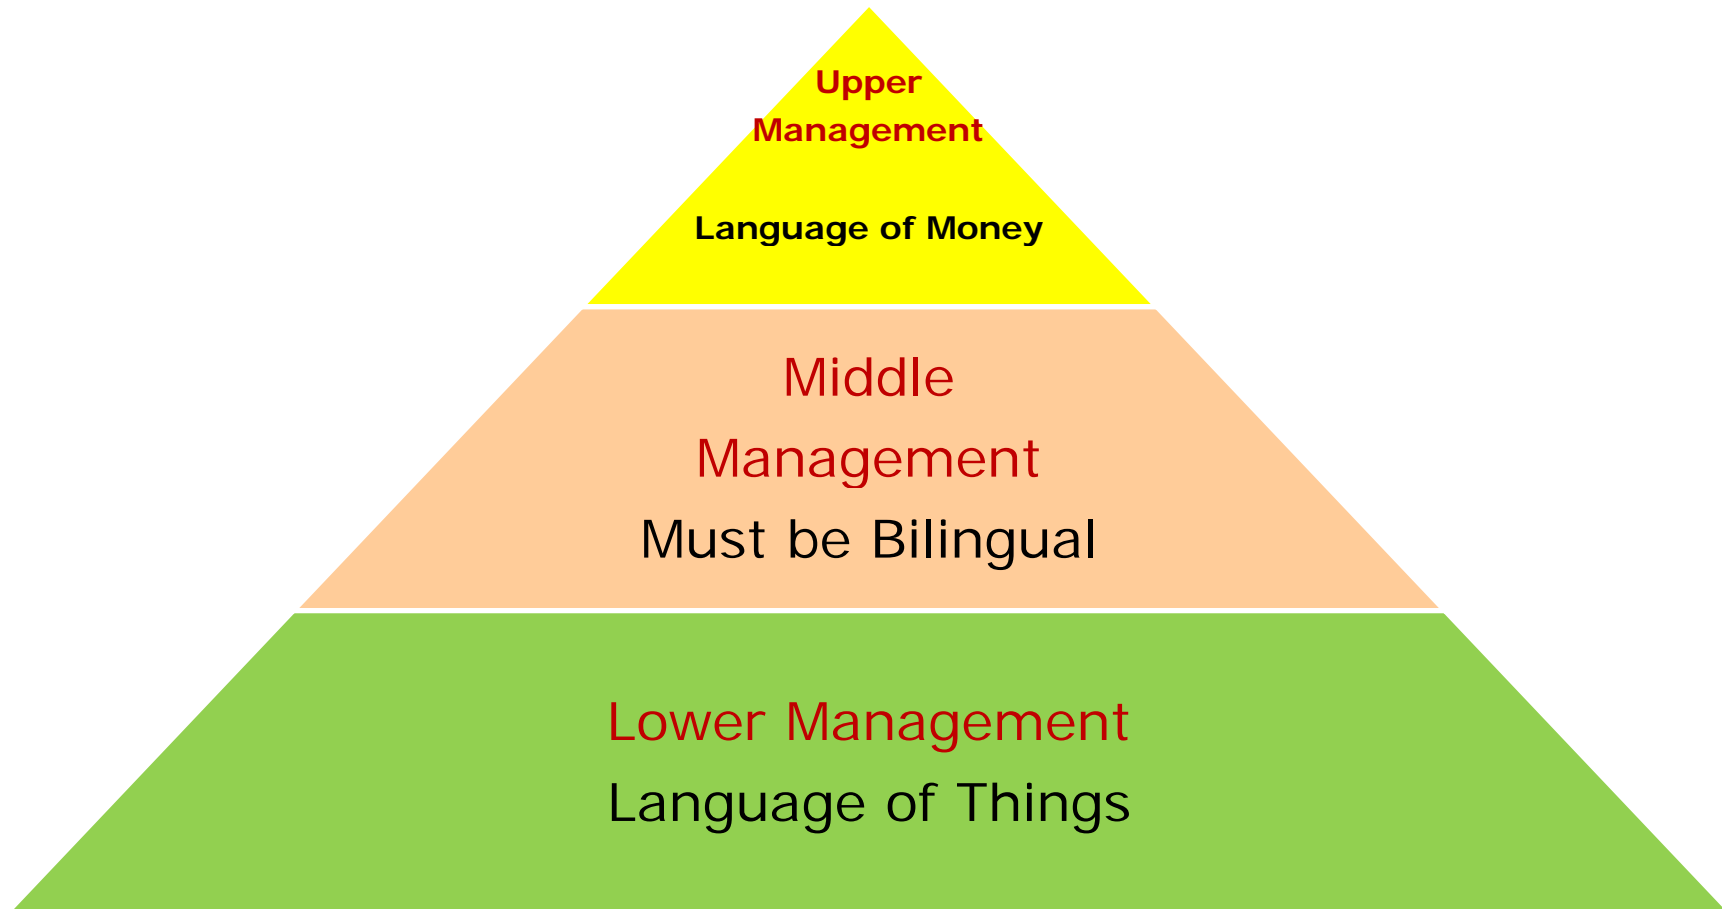 Upper
Management
Language of Money
Middle
Management
Must be Bilingual
Lower Management
Language of Things